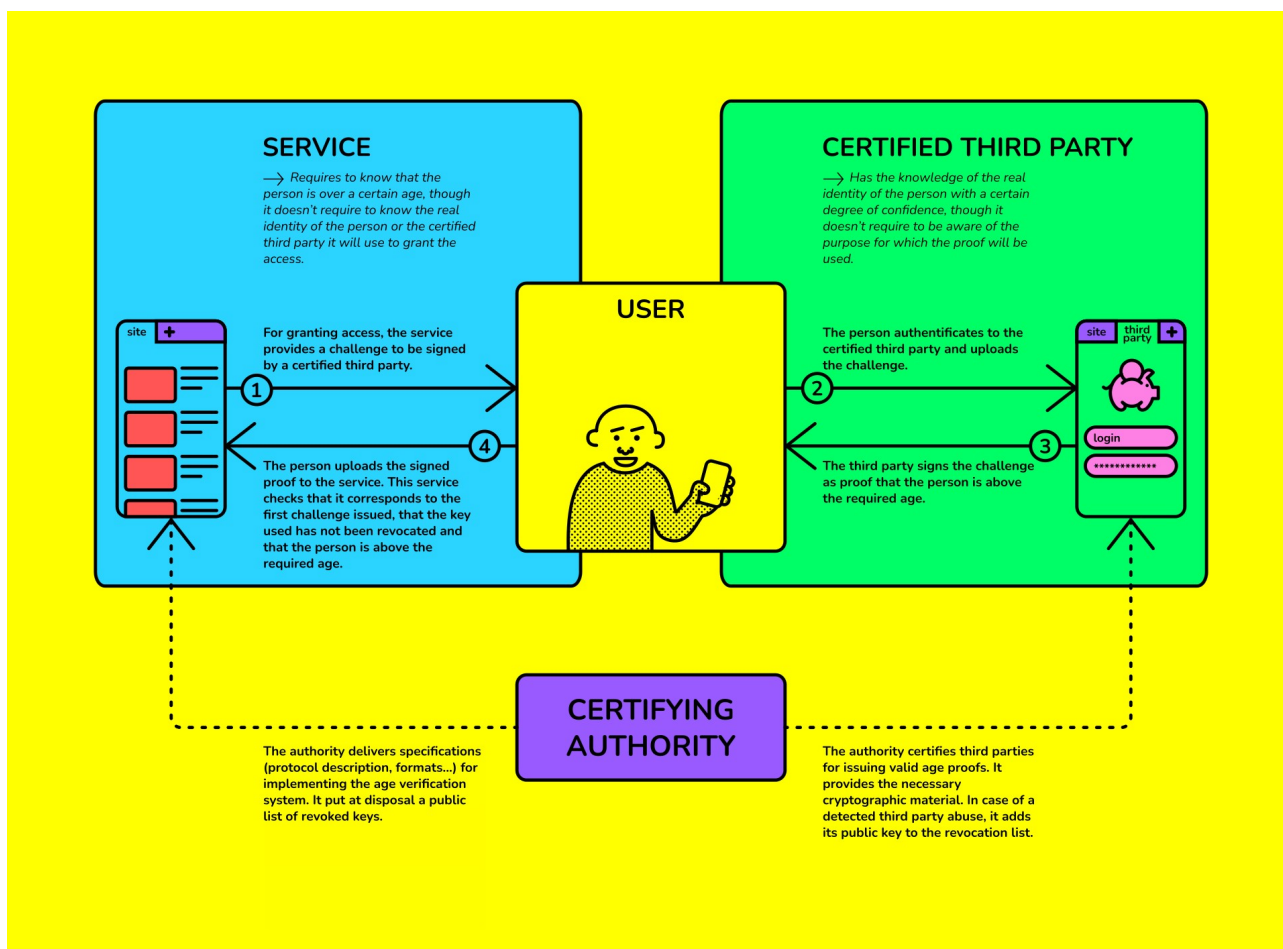 SERVICE
Requires to know that the
person is over a certain age, though
it doesn't require to know the real
identity of the person or the certified
third party it will use to grant the
access.
CERTIFIED THIRD PARTY
Has the knowledge of the real
identity of the person with a certain
degree of confidence, though it
doesn't require to be aware of the
purpose for which the proof will be
used.
USER
site
+
For granting access, the service
provides a challenge to be signed
by a certified third party.
1
4
The person uploads the signed
proof to the service. This service
checks that it corresponds to the
first challenge issued, that the key
used has not been revocated and
that the person is above the
required age.
The person authentificates to the
certified third party and uploads
the challenge.
2
3
The third party signs the challenge
as proof that the person is above
the required age.
site
third
party
+
login
************
CERTIFYING
AUTHORITY
The authority delivers specifications
(protocol description, formats...) for
implementing the age verification
system. It put at disposal a public
list of revoked keys.
The authority certifies third parties
for issuing valid age proofs. It
provides the necessary
cryptographic material. In case of a
detected third party abuse, it adds
its public key to the revocation list.